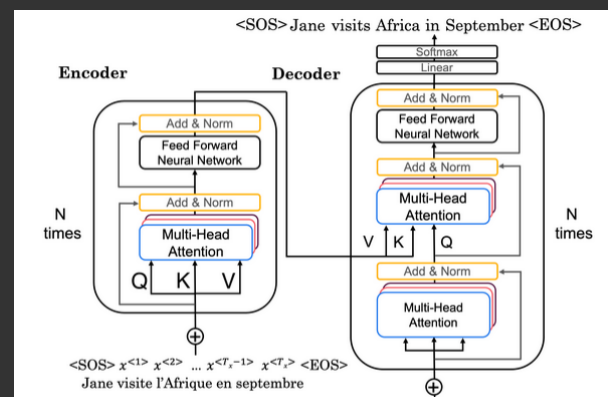 <SOS> Jane visits Africa in September <EOS>
Softmax
Linear
Encoder
Decoder
Add & Norm
Feed Forward
Neural Network
Add & Norm
Multi-Head
Attention
Q K V
N
times
<SOS> x<1> x<2> ... x<Tₓ-1> x<Tₓ> <EOS>
Jane visite l'Afrique en septembre
Add & Norm
Feed Forward
Neural Network
Add & Norm
Multi-Head
Attention
V K Q
Add & Norm
Multi-Head
Attention
N
times